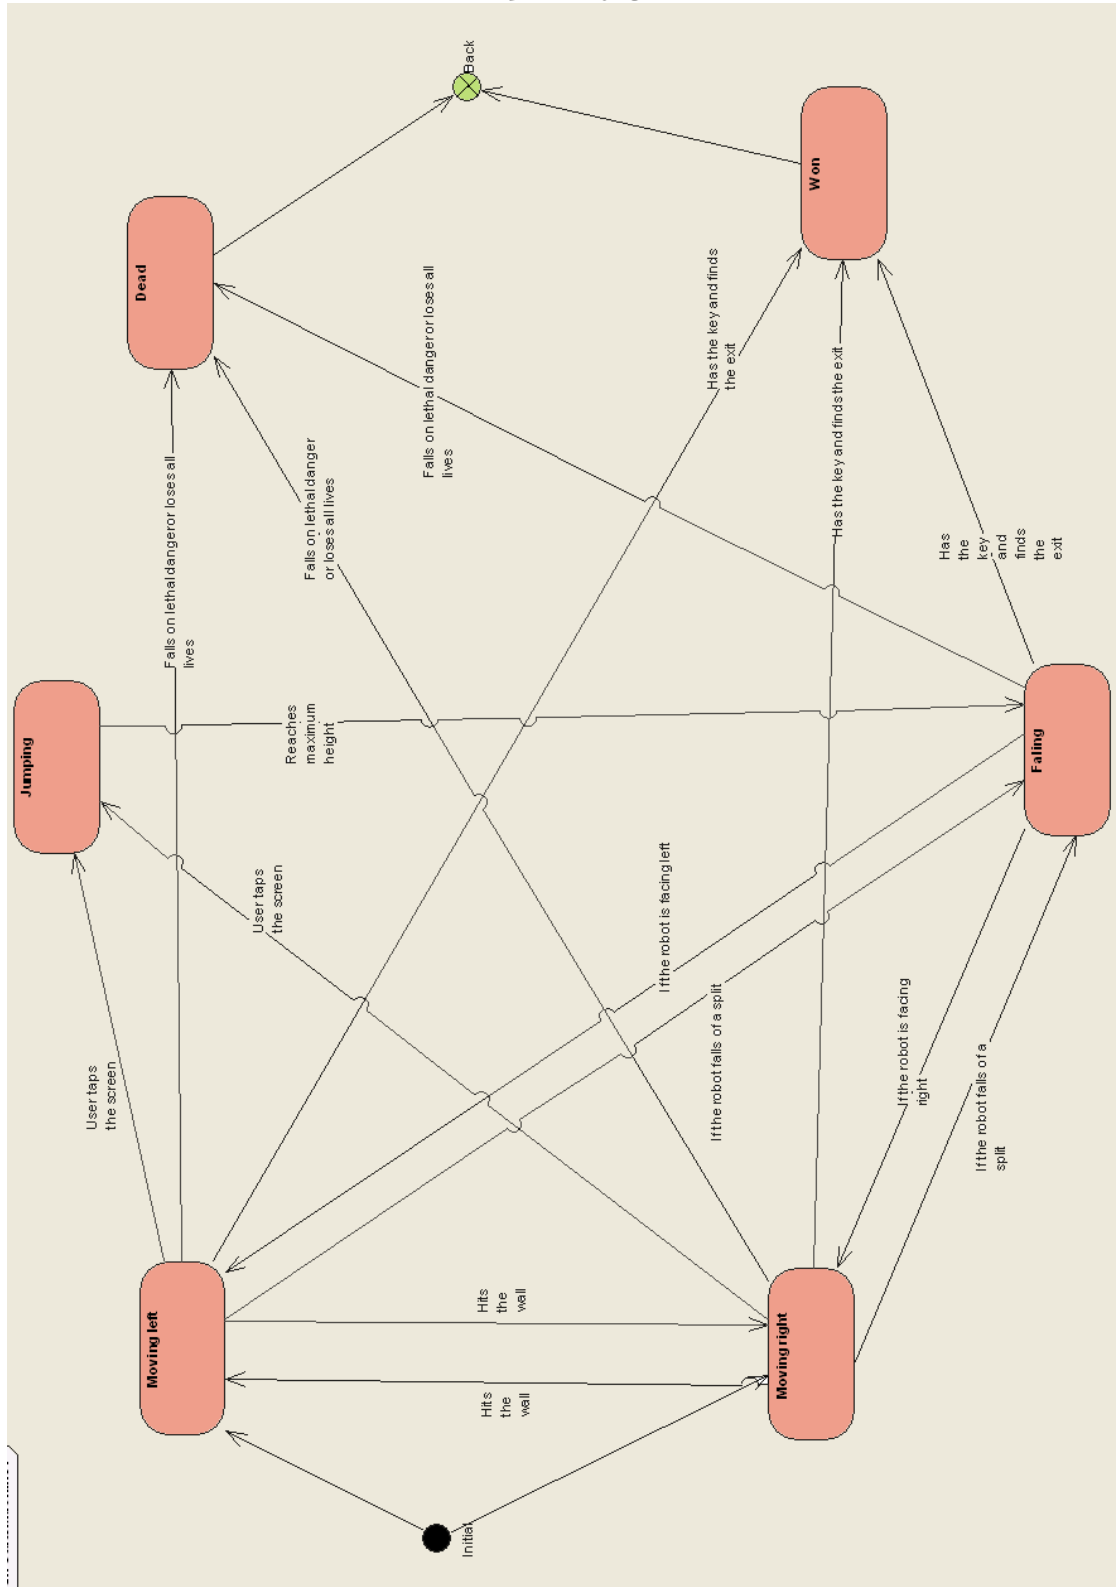 Jumping
User taps
the screen
Dead
Moving left
Falls on lethal danger or loses all
lives
User taps
the screen
Reaches
maximum
height
Falls on lethal danger
or loses all lives
Falls on lethal danger or loses all
lives
Initial
Back
Hits
the
wall
Hits
the
wall
If the robot is facing left
Has the key and finds
the exit
If the robot falls of a split
Moving right
Won
Has the key and finds the exit
If the robot is facing
right
Has
the
key
and
finds
the
exit
If the robot falls of a
split
Faling